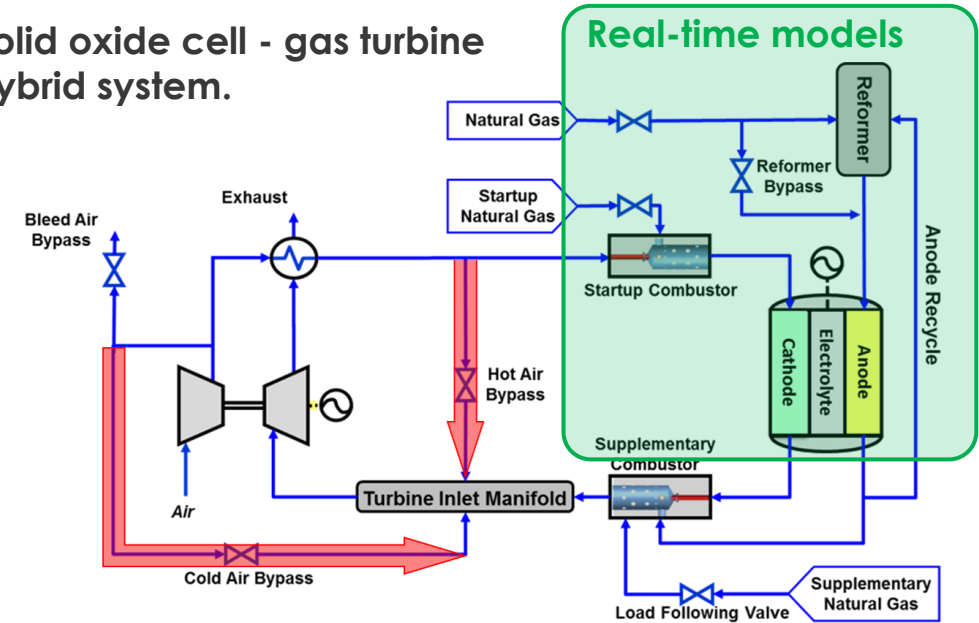 olid oxide cell - gas turbine
ybrid system.
Real-time models
Natural Gas
Reformer
Reformer
Bypass
Startup
Natural Gas
Exhaust
Bleed Air
Bypass
Startup Combustor
Anode Recycle
Cathode
Electrolyte
Anode
Hot Air
Bypass
Supplementary
Combustor
Turbine Inlet Manifold
Air
Cold Air Bypass
Supplementary
Natural Gas
Load Following Valve